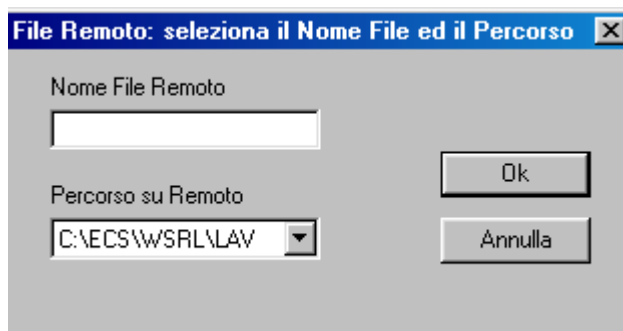 File Remoto: seleziona il Nome File ed il Percorso
Nome File Remoto
Ok
Percorso su Remoto
C:\ECS\WSRL\LAV
Annulla